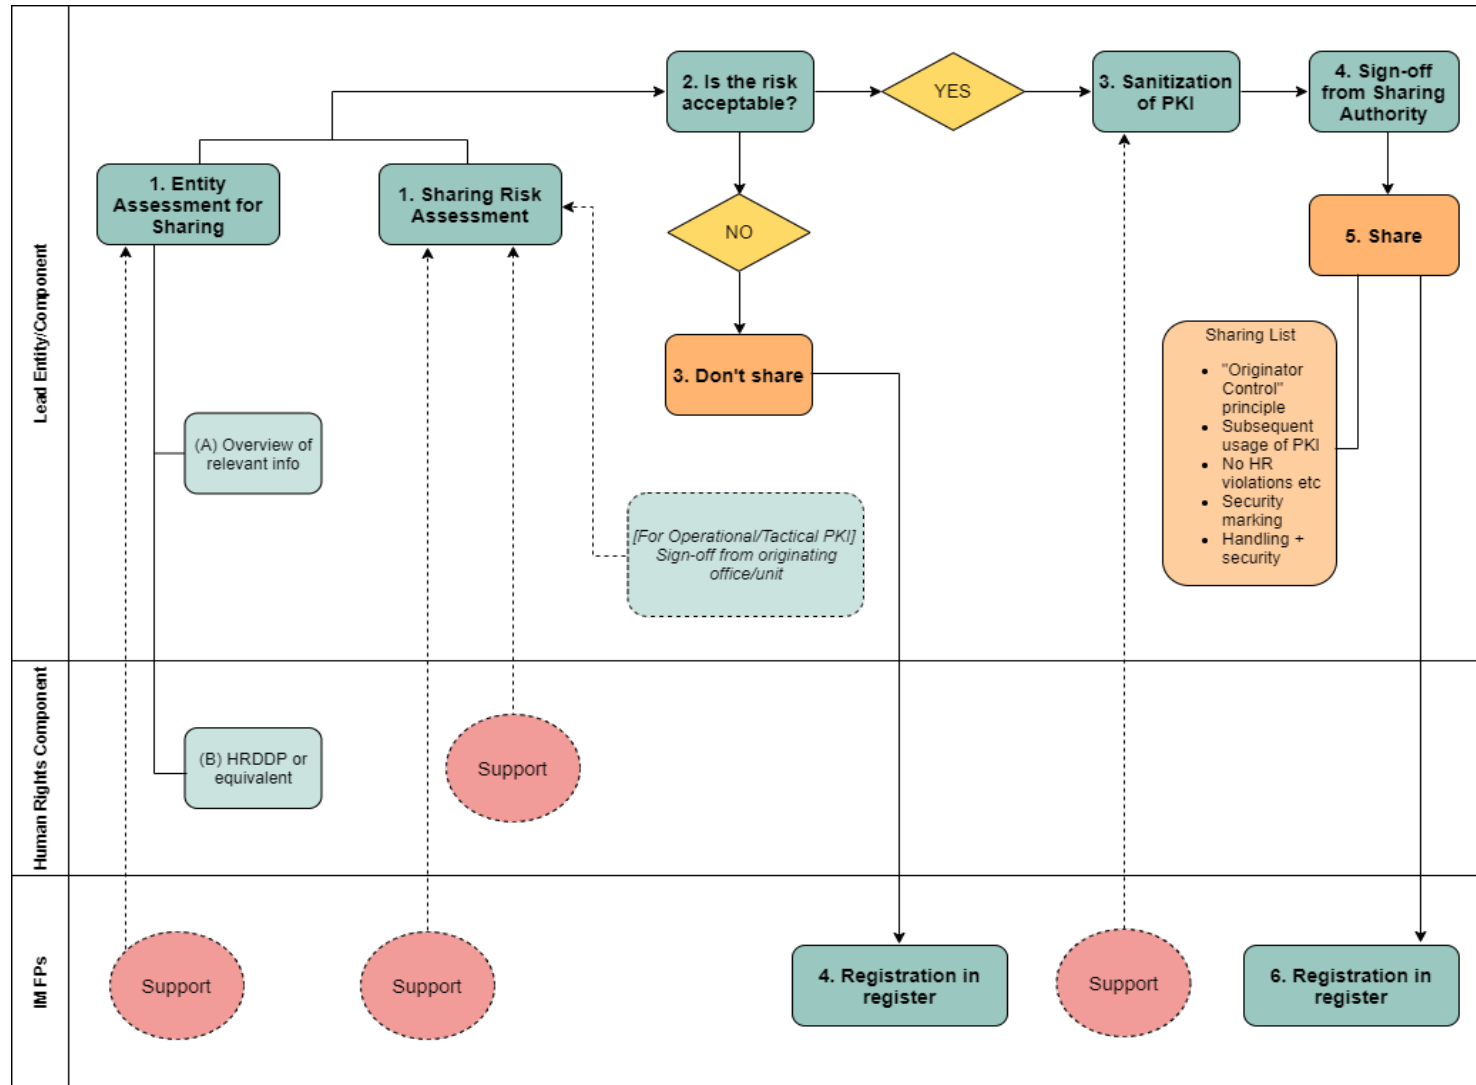 Lead Entity/Component
2. Is the risk
acceptable?
YES
3. Sanitization
of PKI
4. Sign-off
from Sharing
Authority
1. Entity
Assessment for
Sharing
1. Sharing Risk
Assessment
NO
5. Share
3. Don't share
Sharing List
• "Originator
Control"
principle
• Subsequent
usage of PKI
• No HR
violations etc
• Security
marking
• Handling +
security
(A) Overview of
relevant info
[For Operational/Tactical PKI]
Sign-off from originating
office/unit
Human Rights Component
(B) HRDDP or
equivalent
Support
IM FPs
Support
Support
4. Registration in
register
Support
6. Registration in
register